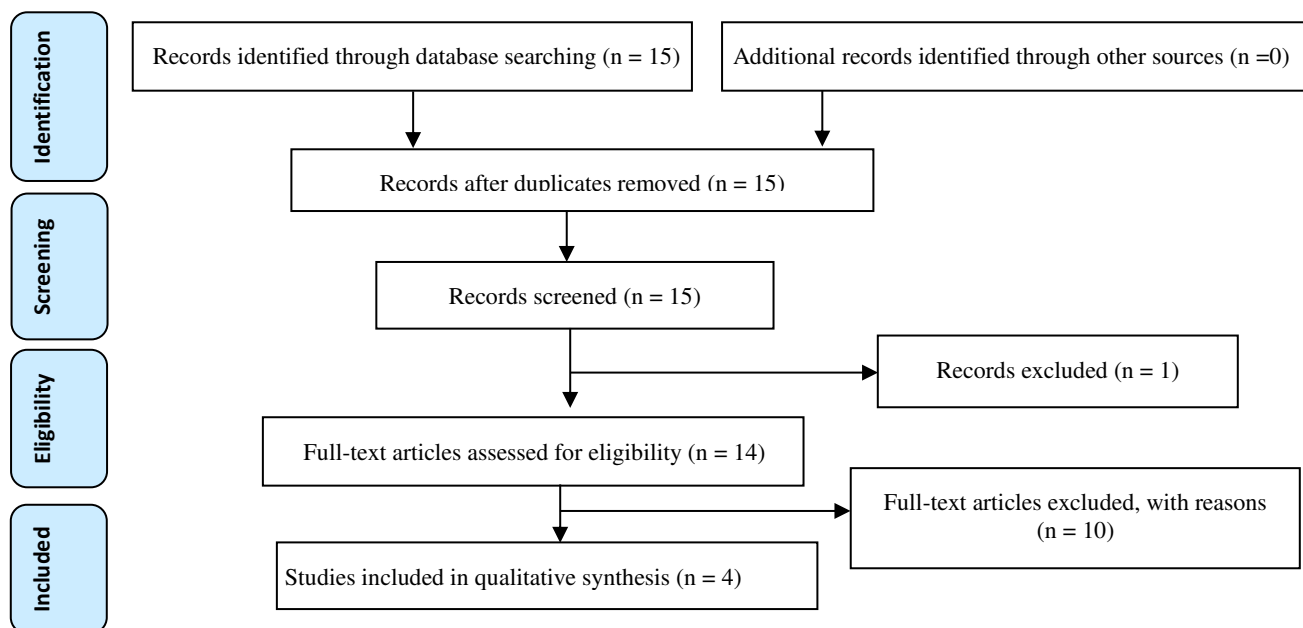 Identification
Records identified through database searching (n = 15)
Additional records identified through other sources (n =0)
Records after duplicates removed (n = 15)
Screening
Records screened (n = 15)
Records excluded (n = 1)
Eligibility
Full-text articles assessed for eligibility (n = 14)
Full-text articles excluded, with reasons
(n = 10)
Included
Studies included in qualitative synthesis (n = 4)